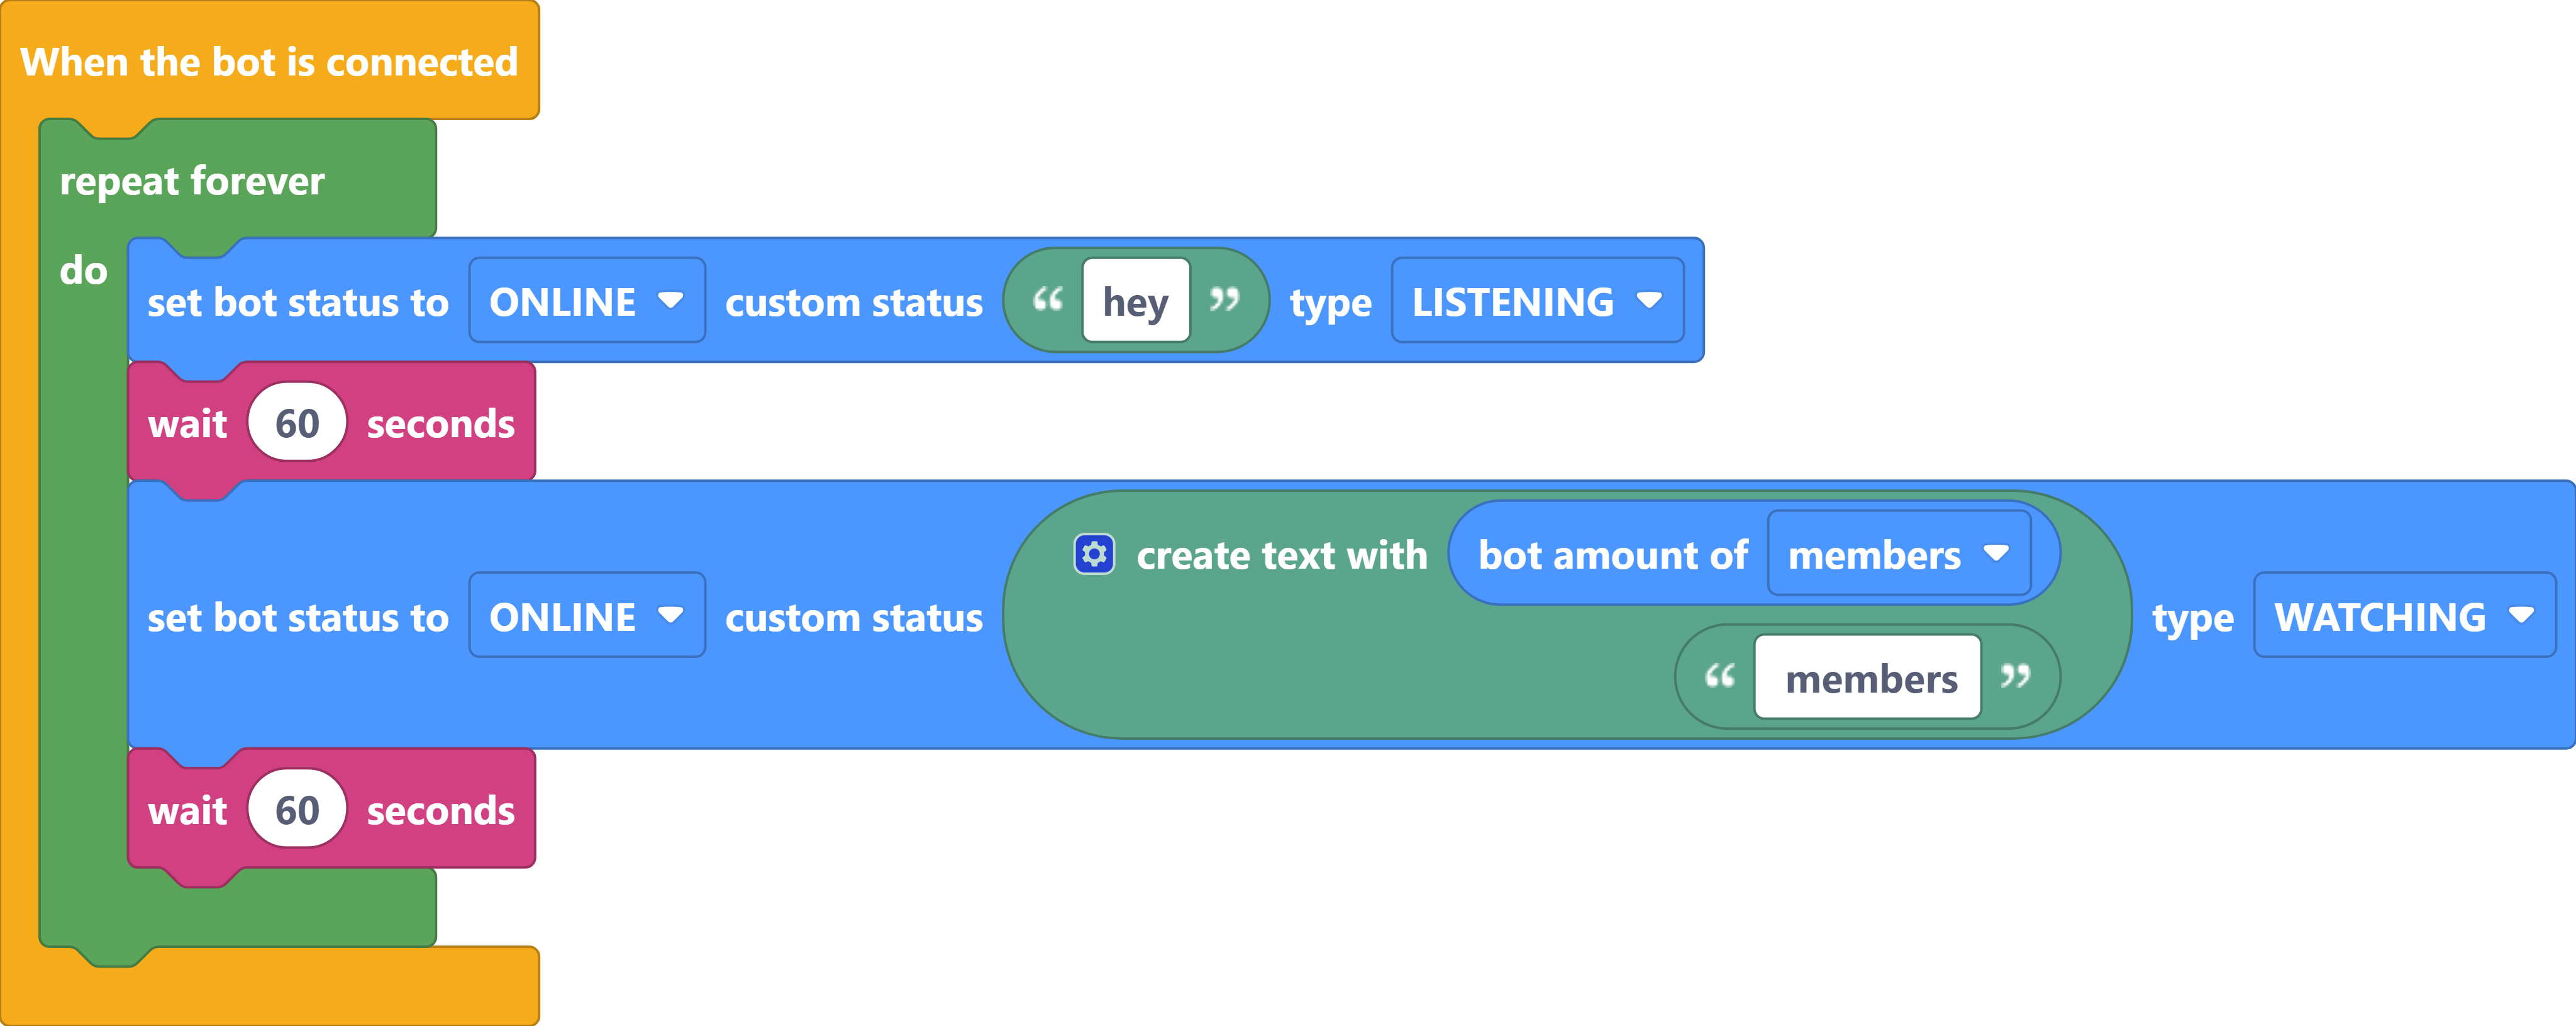 When the bot is connected
repeat forever
do
set bot status to ONLINE custom status “ hey ” type LISTENING
wait 60 seconds
create text with bot amount of members
set bot status to ONLINE custom status type WATCHING
“ members ”
wait 60 seconds